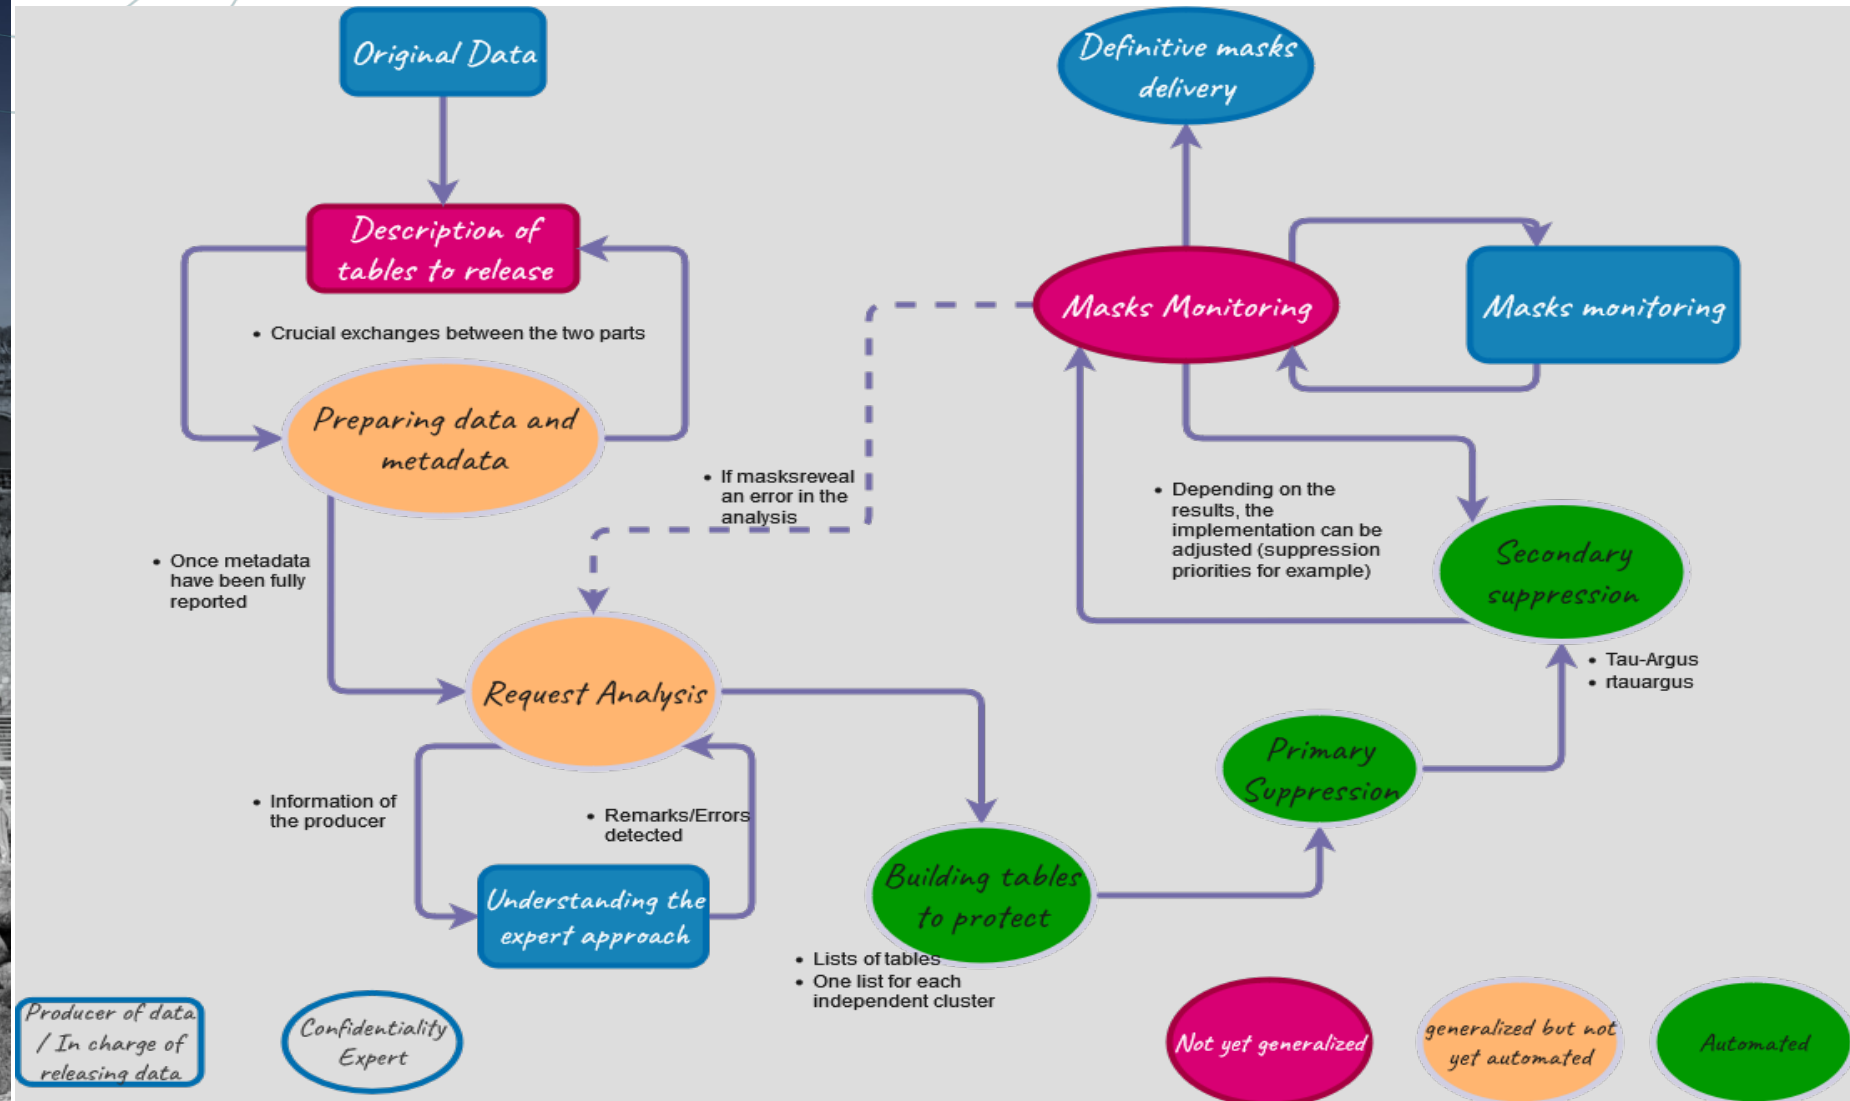 Original Data
Definitive masks
delivery
Description of
tables to release
• Crucial exchanges between the two parts
Masks Monitoring
Masks monitoring
Preparing data and
metadata
• If masksreveal
an error in the
analysis
• Depending on the
results, the
implementation can be
adjusted (suppression
priorities for example)
• Once metadata
have been fully
reported
Secondary
suppression
• Tau-Argus
• rtauargus
Request Analysis
Primary
Suppression
• Information of
the producer
• Remarks/Errors
detected
Understanding the
expert approach
Building tables
to protect
• Lists of tables
• One list for each
independent cluster
Producer of data
/ In charge of
releasing data
Confidentiality
Expert
Not yet generalized
generalized but not
yet automated
Automated